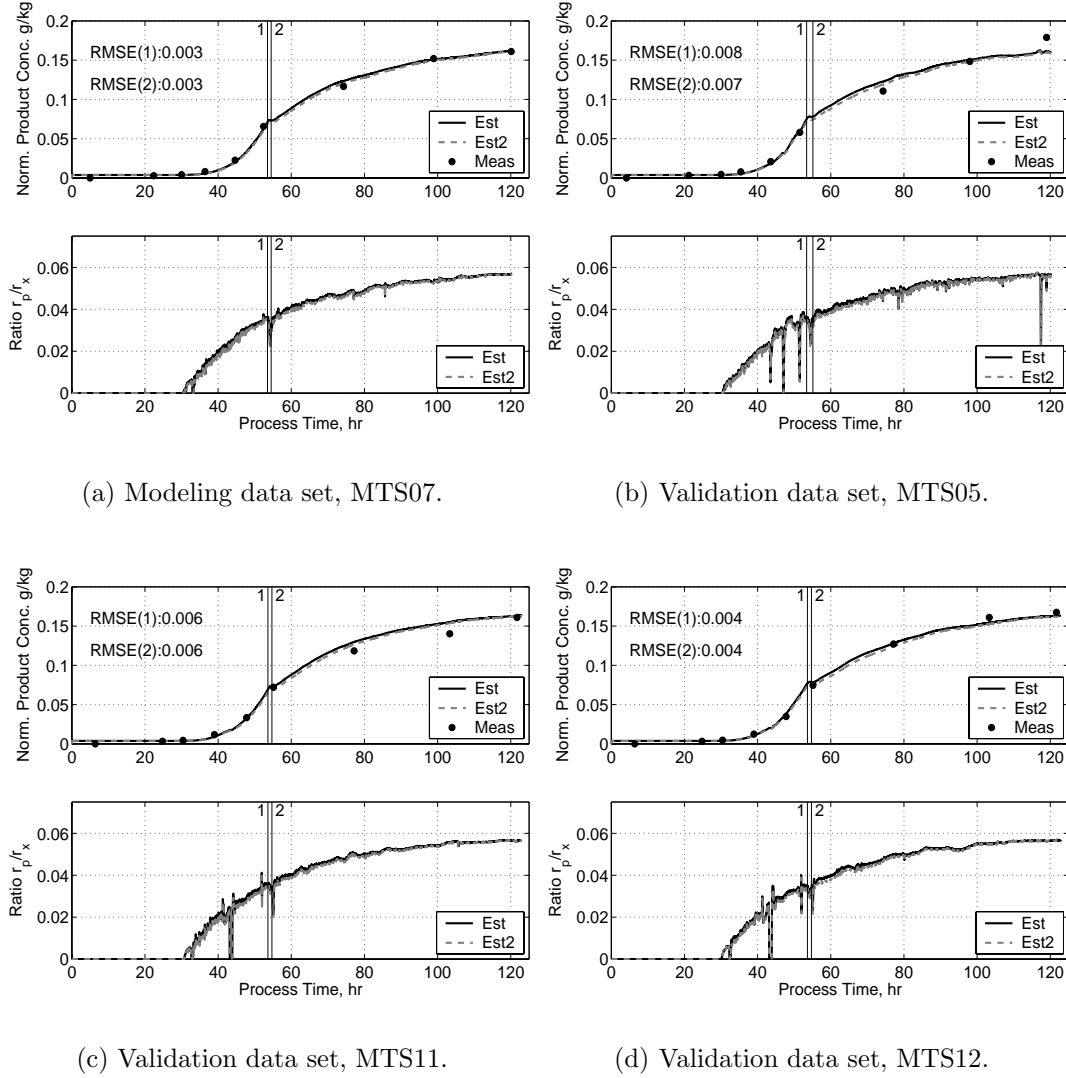 Norm. Product Conc. g/kg
0.2
0.15
0.1
0.05
0
1 2
RMSE(1):0.003
RMSE(2):0.003
Est
Est2
Meas
0 20 40 60 80 100 120
Ratio r_p/r_x
0.06
0.04
0.02
0
1 2
Est
Est2
0 20 40 60 80 100 120
Process Time, hr
(a) Modeling data set, MTS07.
Norm. Product Conc. g/kg
0.2
0.15
0.1
0.05
0
1 2
RMSE(1):0.008
RMSE(2):0.007
Est
Est2
Meas
0 20 40 60 80 100 120
Ratio r_p/r_x
0.06
0.04
0.02
0
1 2
Est
Est2
0 20 40 60 80 100 120
Process Time, hr
(b) Validation data set, MTS05.
Norm. Product Conc. g/kg
0.2
0.15
0.1
0.05
0
1 2
RMSE(1):0.006
RMSE(2):0.006
Est
Est2
Meas
0 20 40 60 80 100 120
Ratio r_p/r_x
0.06
0.04
0.02
0
1 2
Est
Est2
0 20 40 60 80 100 120
Process Time, hr
(c) Validation data set, MTS11.
Norm. Product Conc. g/kg
0.2
0.15
0.1
0.05
0
1 2
RMSE(1):0.004
RMSE(2):0.004
Est
Est2
Meas
0 20 40 60 80 100 120
Ratio r_p/r_x
0.06
0.04
0.02
0
1 2
Est
Est2
0 20 40 60 80 100 120
Process Time, hr
(d) Validation data set, MTS12.